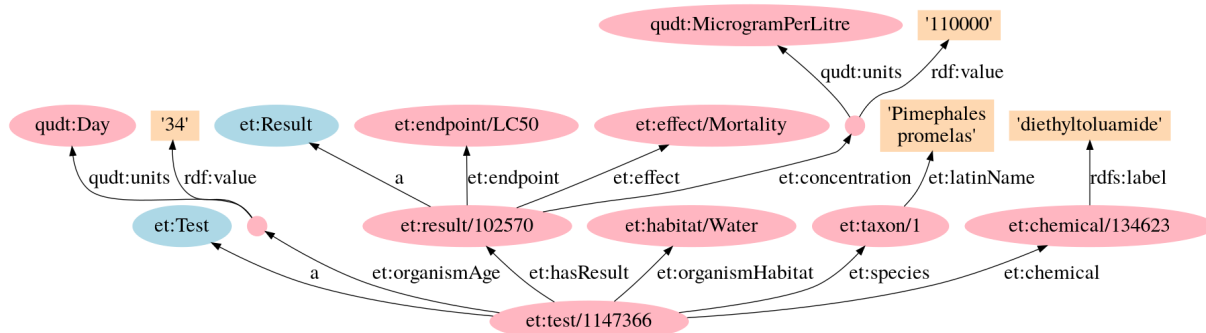 qudt:MicrogramPerLitre
'110000'
qudt:units
rdf:value
qudt:Day
'34'
et:Result
et:endpoint/LC50
et:effect/Mortality
'Pimephales
promelas'
'diethyltoluamide'
qudt:units
rdf:value
a
et:endpoint
et:effect
et:concentration
et:latinName
rdfs:label
et:Test
et:result/102570
et:habitat/Water
et:taxon/1
et:chemical/134623
a
et:organismAge
et:hasResult
et:organismHabitat
et:species
et:chemical
et:test/1147366